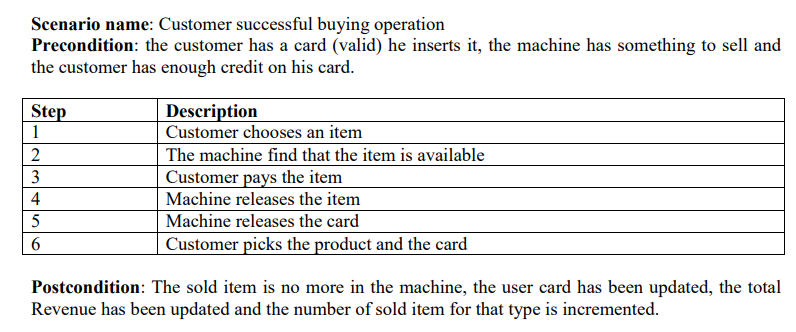 Scenario name: Customer successful buying operation
Precondition: the customer has a card (valid) he inserts it, the machine has something to sell and
the customer has enough credit on his card.
Step Description
1 Customer chooses an item
2 The machine find that the item is available
3 Customer pays the item
4 Machine releases the item
5 Machine releases the card
6 Customer picks the product and the card
Postcondition: The sold item is no more in the machine, the user card has been updated, the total
Revenue has been updated and the number of sold item for that type is incremented.